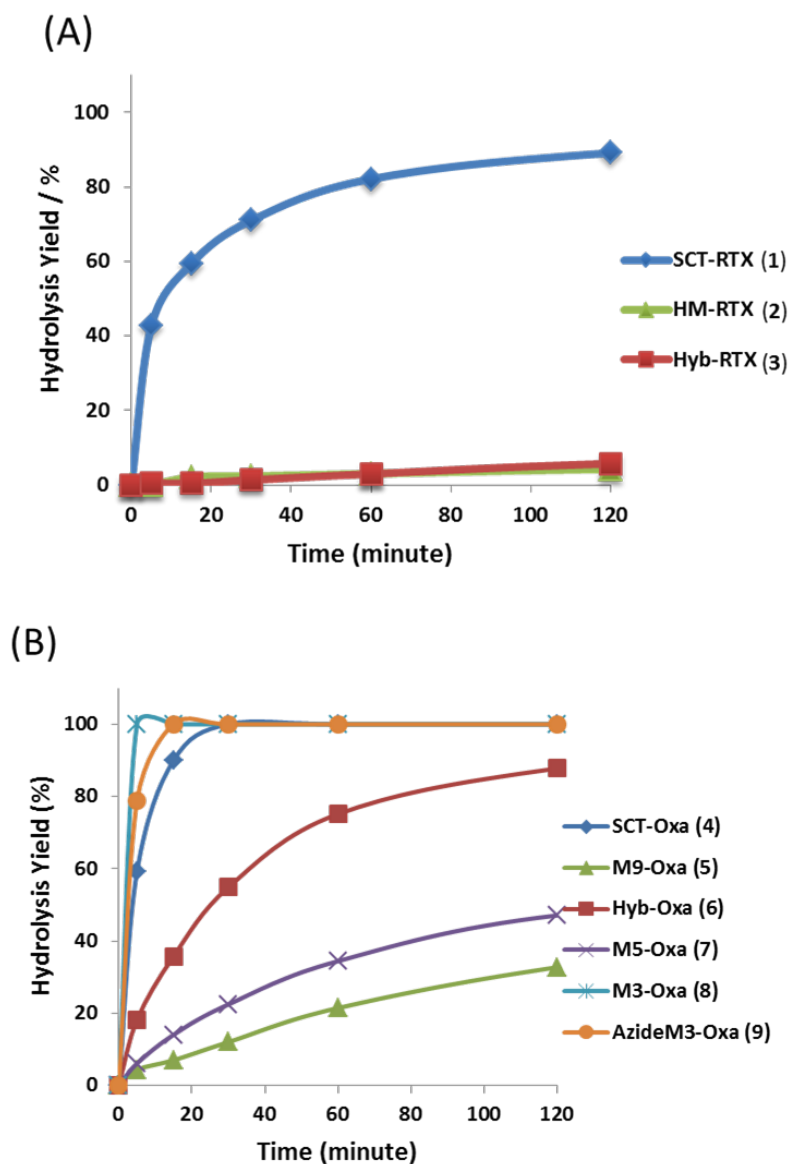 (A)
Hydrolysis Yield / %
100
80
60
40
20
0
0 20 40 60 80 100 120
Time (minute)
SCT-RTX (1)
HM-RTX (2)
Hyb-RTX (3)
(B)
Hydrolysis Yield (%)
100
80
60
40
20
0
0 20 40 60 80 100 120
Time (minute)
SCT-Oxa (4)
M9-Oxa (5)
Hyb-Oxa (6)
M5-Oxa (7)
M3-Oxa (8)
AzideM3-Oxa (9)